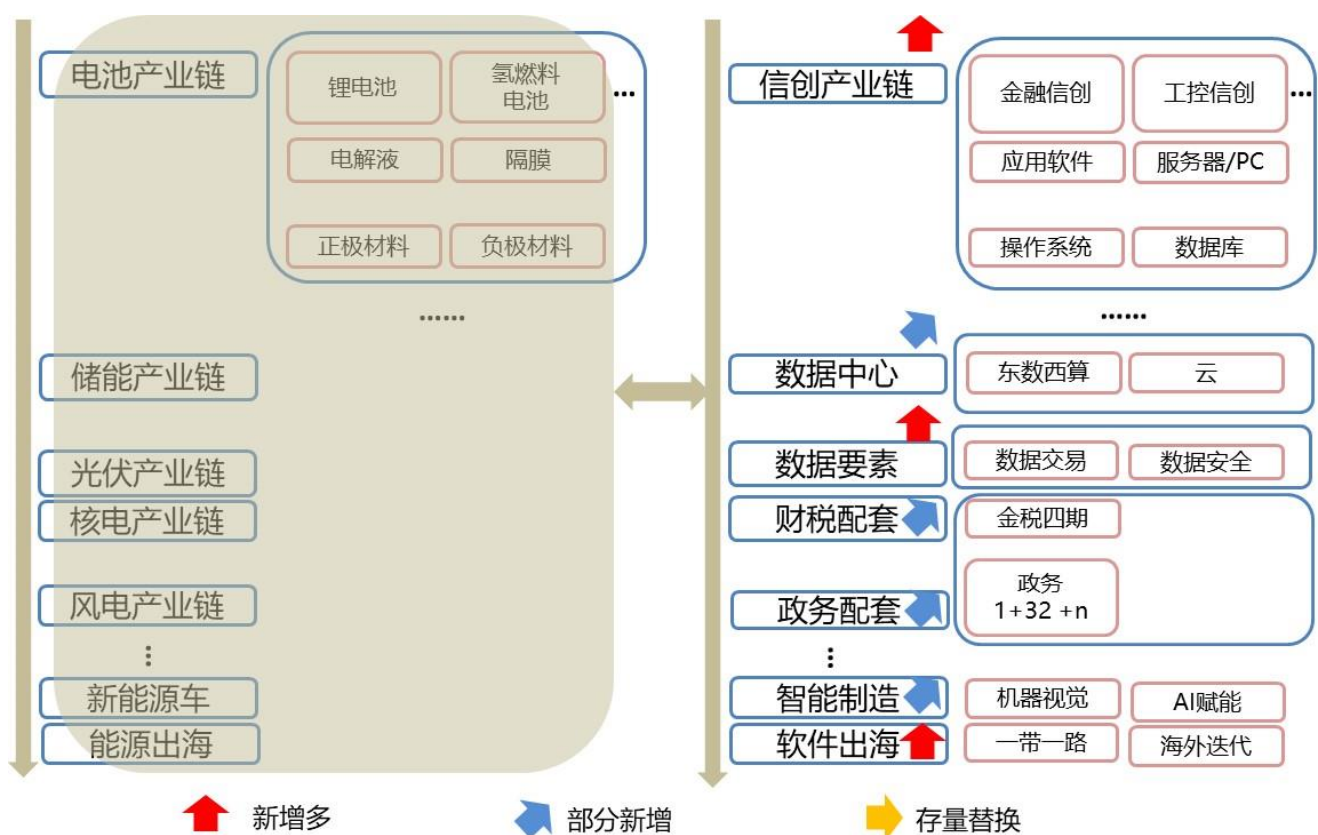 电池产业链
锂电池
氢燃料
电池
...
电解液
隔膜
正极材料
负极材料
......
储能产业链
光伏产业链
核电产业链
风电产业链
...
新能源车
能源出海
信创产业链
金融信创
工控信创
...
应用软件
服务器/PC
操作系统
数据库
......
数据中心
东数西算
云
数据要素
数据交易
数据安全
财税配套
金税四期
政务配套
政务
1+32 +n
...
智能制造
机器视觉
AI赋能
软件出海
一带一路
海外迭代
新增多
部分新增
存量替换